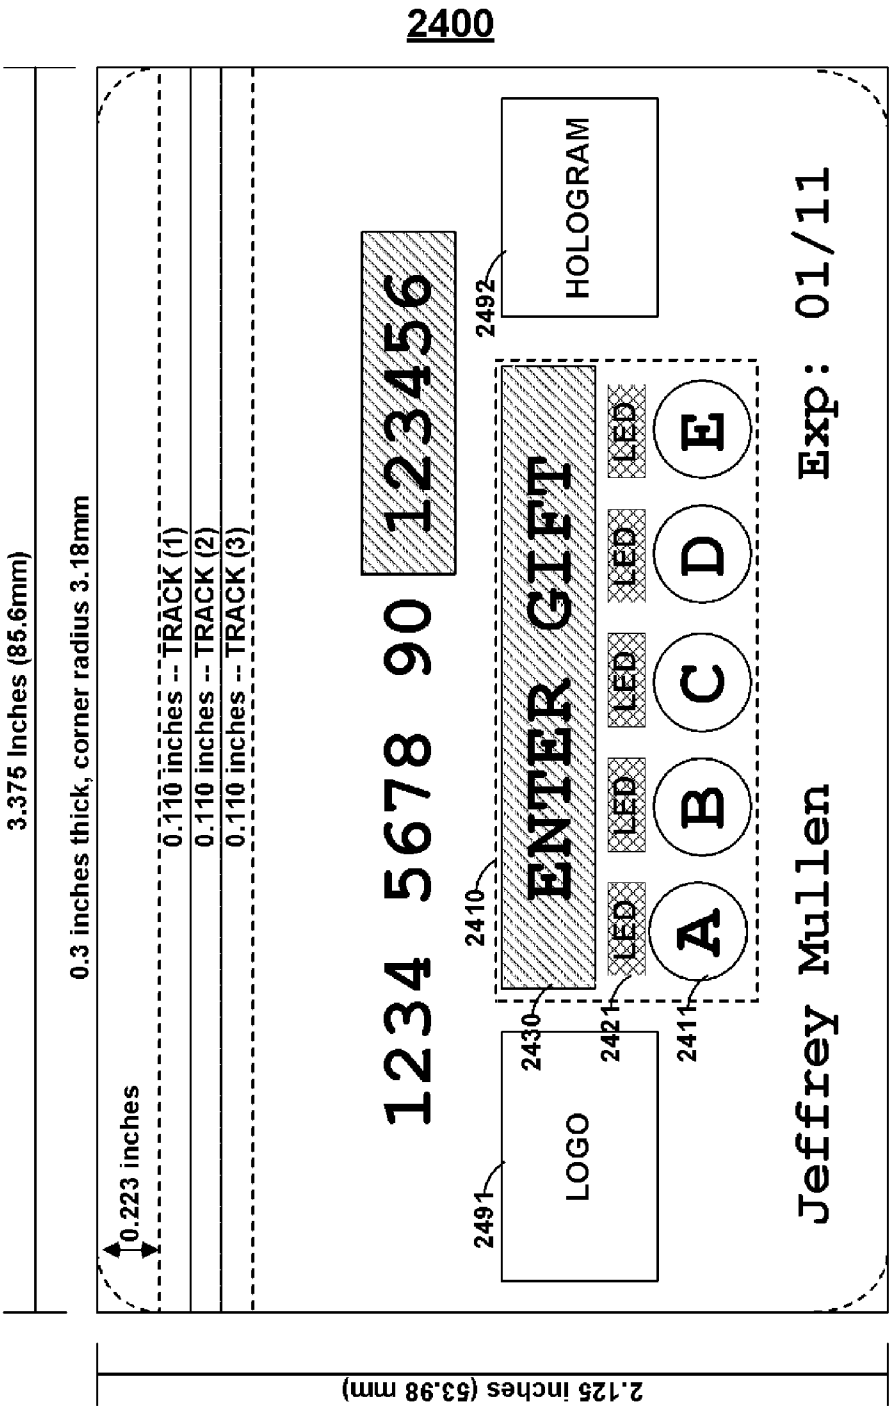 2400
3.375 Inches (85.6mm)
0.3 inches thick, corner radius 3.18mm
0.223 inches
0.110 inches -- TRACK (1)
0.110 inches -- TRACK (2)
0.110 inches -- TRACK (3)
1234 5678 90 123456
2491
LOGO
2410
2430
ENTER GIFT
2421
LED LED LED LED LED
2411
A B C D E
2492
HOLOGRAM
Jeffrey Mullen Exp: 01/11
2.125 inches (53.98 mm)